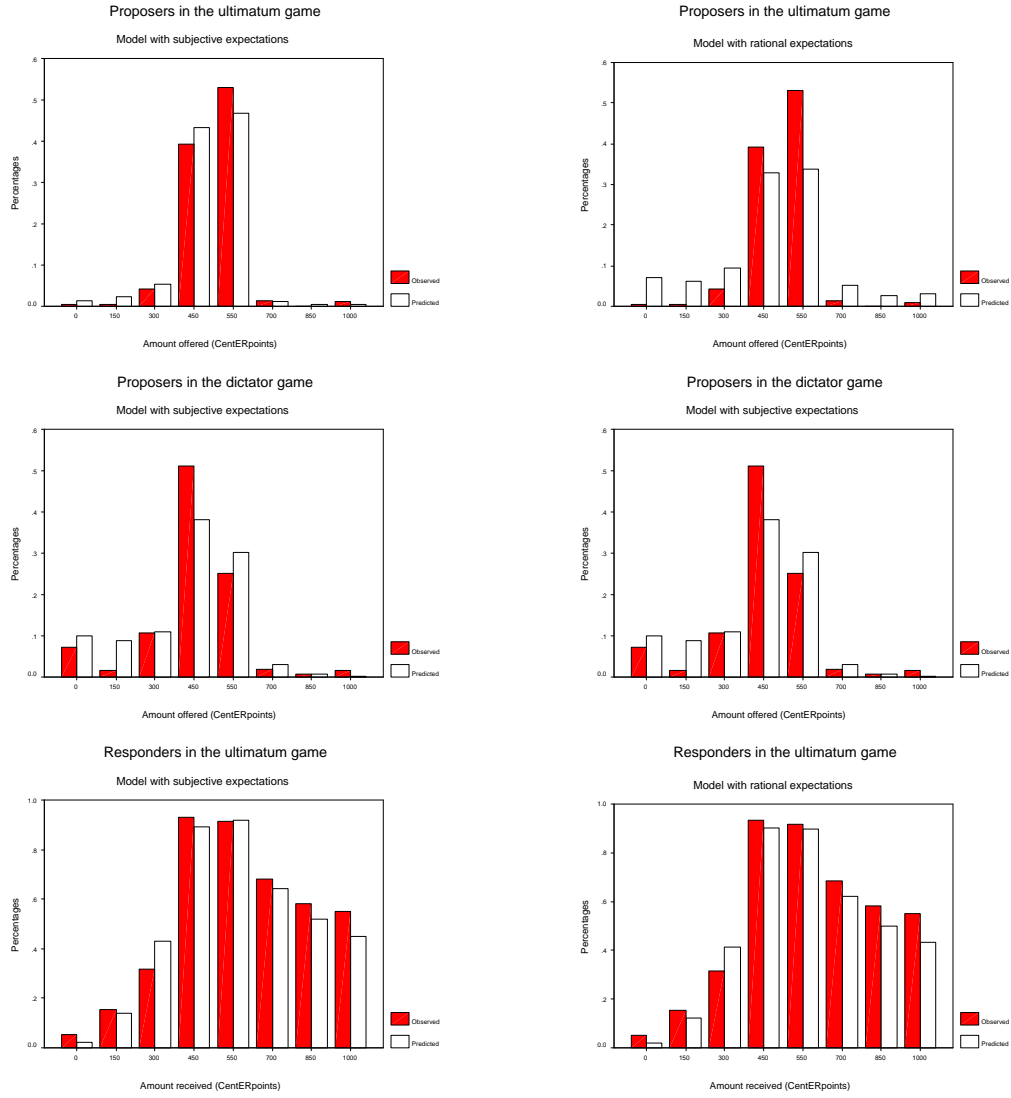 Proposers in the ultimatum game
Model with subjective expectations
Percentages
.6
.5
.4
.3
.2
.1
0.0
0 150 300 450 550 700 850 1000
Amount offered (CentERpoints)
Observed
Predicted
Proposers in the ultimatum game
Model with rational expectations
Percentages
.6
.5
.4
.3
.2
.1
0.0
0 150 300 450 550 700 850 1000
Amount offered (CentERpoints)
Observed
Predicted
Proposers in the dictator game
Model with subjective expectations
Percentages
.6
.5
.4
.3
.2
.1
0.0
0 150 300 450 550 700 850 1000
Amount offered (CentERpoints)
Observed
Predicted
Proposers in the dictator game
Model with subjective expectations
Percentages
.6
.5
.4
.3
.2
.1
0.0
0 150 300 450 550 700 850 1000
Amount offered (CentERpoints)
Observed
Predicted
Responders in the ultimatum game
Model with subjective expectations
Percentages
1.0
.8
.6
.4
.2
0.0
0 150 300 450 550 700 850 1000
Amount received (CentERpoints)
Observed
Predicted
Responders in the ultimatum game
Model with rational expectations
Percentages
1.0
.8
.6
.4
.2
0.0
0 150 300 450 550 700 850 1000
Amount received (CentERpoints)
Observed
Predicted